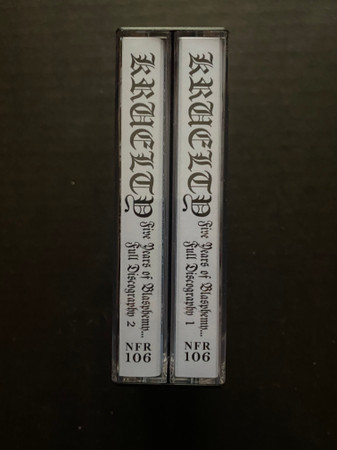 KRUELTY
Five Years of Blasphemy...
Full Discography 2
NFR
106
KRUELTY
Five Years of Blasphemy...
Full Discography 1
NFR
106